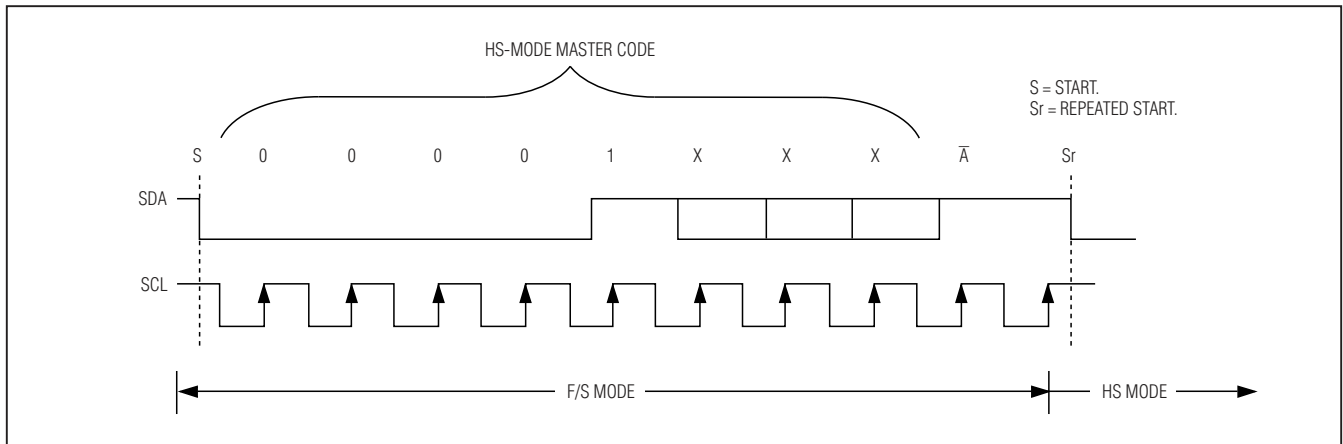 HS-MODE MASTER CODE
S = START.
Sr = REPEATED START.
S 0 0 0 0 1 X X X A̅ Sr
SDA
SCL
F/S MODE HS MODE